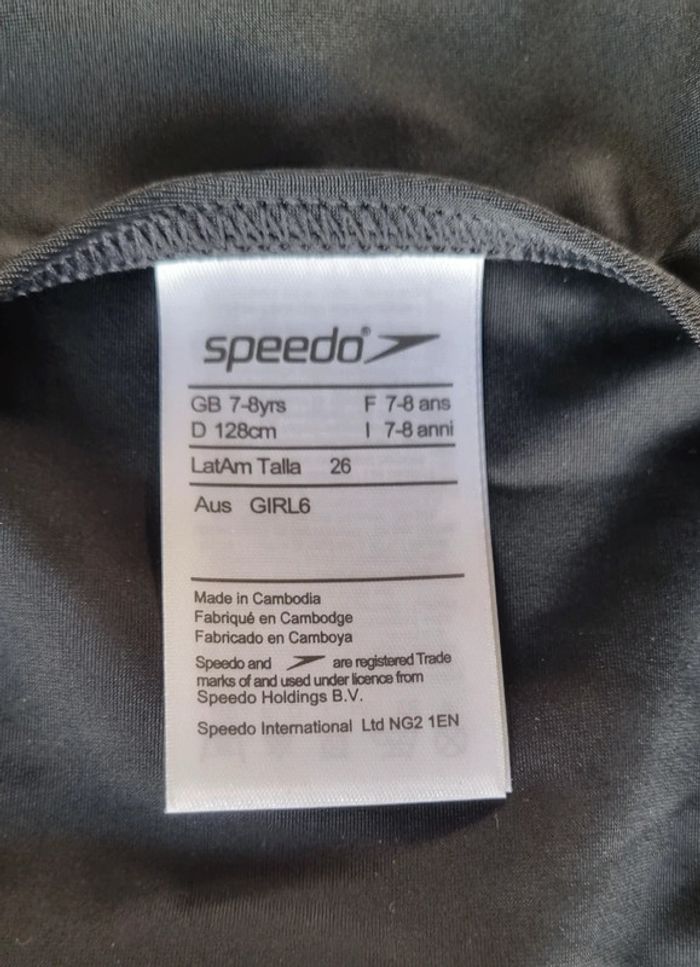 speedo®
GB 7-8yrs F 7-8 ans
D 128cm I 7-8 anni
LatAm Talla 26
Aus GIRL6
Made in Cambodia
Fabriqué en Cambodge
Fabricado en Camboya
Speedo and are registered Trade
marks of and used under licence from
Speedo Holdings B.V.
Speedo International Ltd NG2 1EN